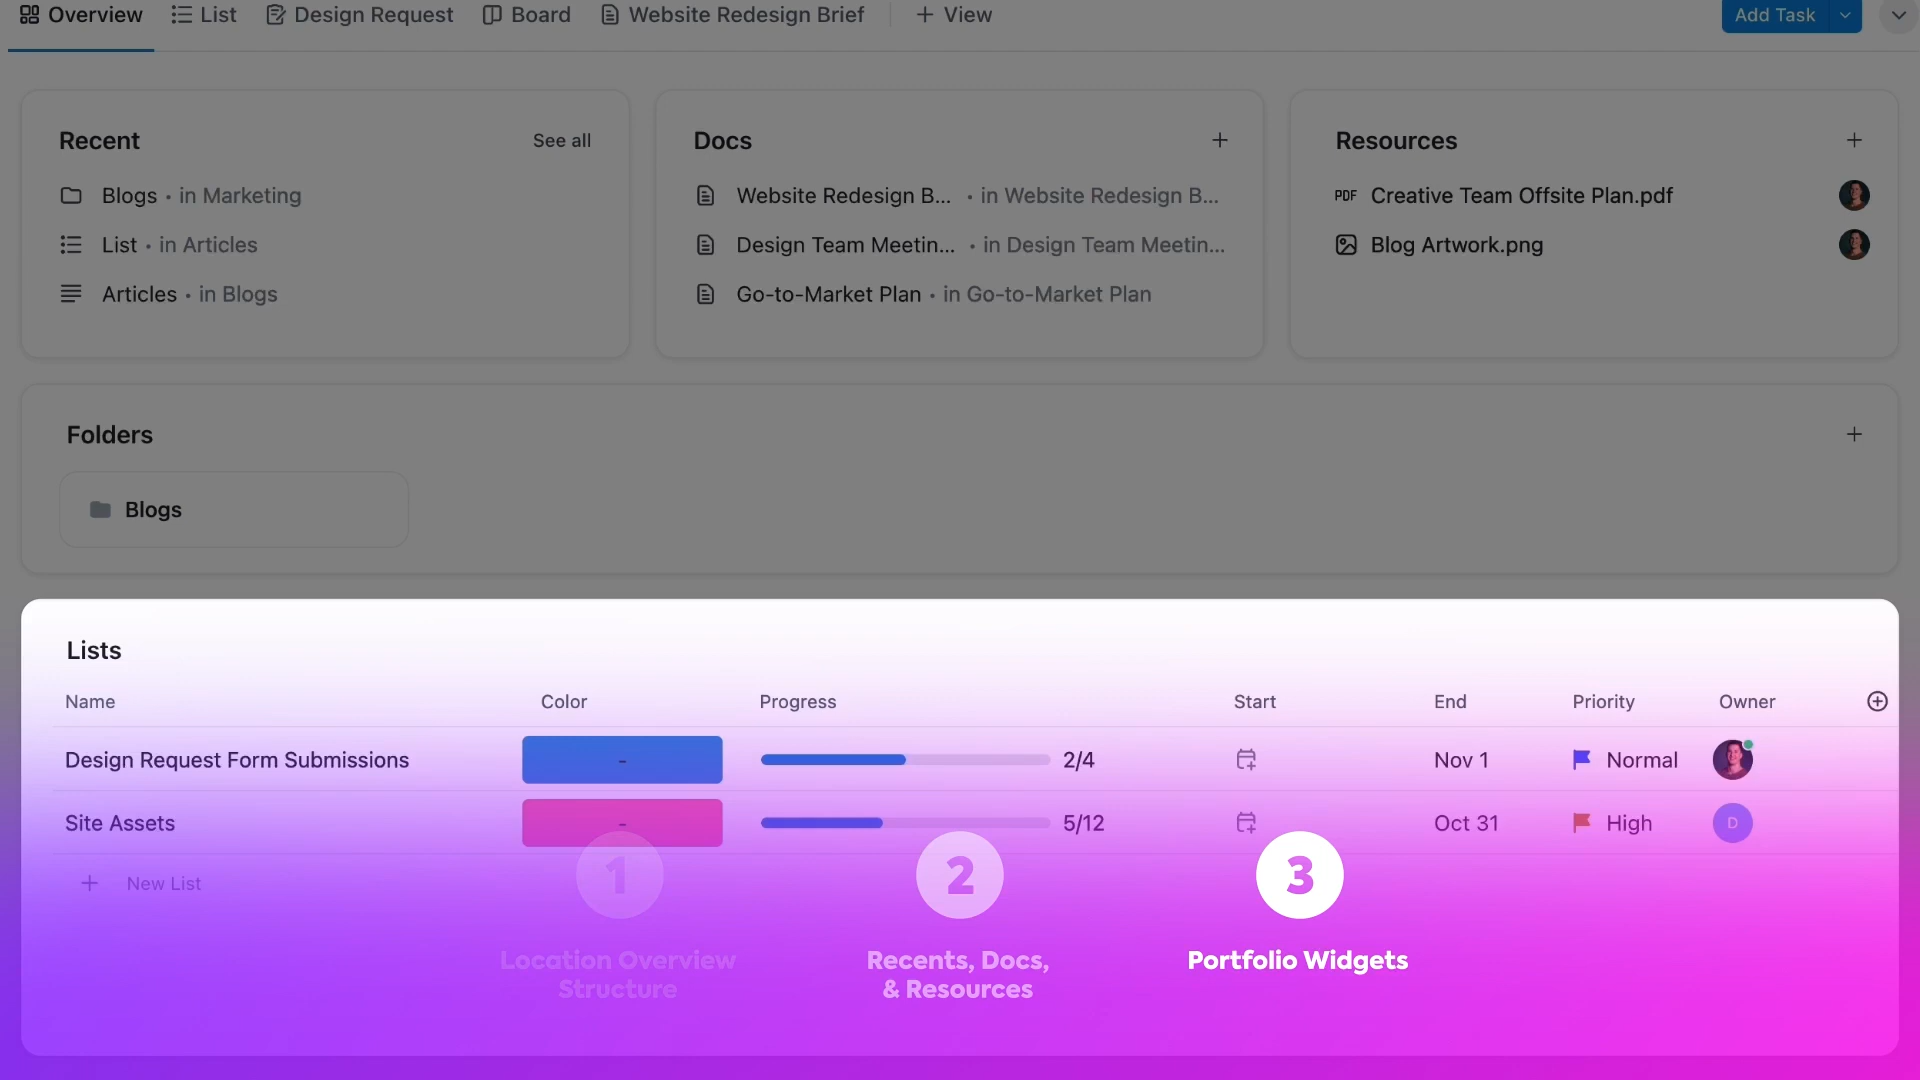 Overview List Design Request Board Website Redesign Brief + View Add Task
Recent See all
Blogs • in Marketing
List • in Articles
Articles • in Blogs
Docs +
Website Redesign B... • in Website Redesign B...
Design Team Meetin... • in Design Team Meetin...
Go-to-Market Plan • in Go-to-Market Plan
Resources +
PDF Creative Team Offsite Plan.pdf
Blog Artwork.png
Folders +
Blogs
Lists
Name Color Progress Start End Priority Owner
Design Request Form Submissions - 2/4 Nov 1 Normal
Site Assets - 5/12 Oct 31 High D
+ New List
1 2 3
Location Overview
Structure
Recents, Docs,
& Resources
Portfolio Widgets